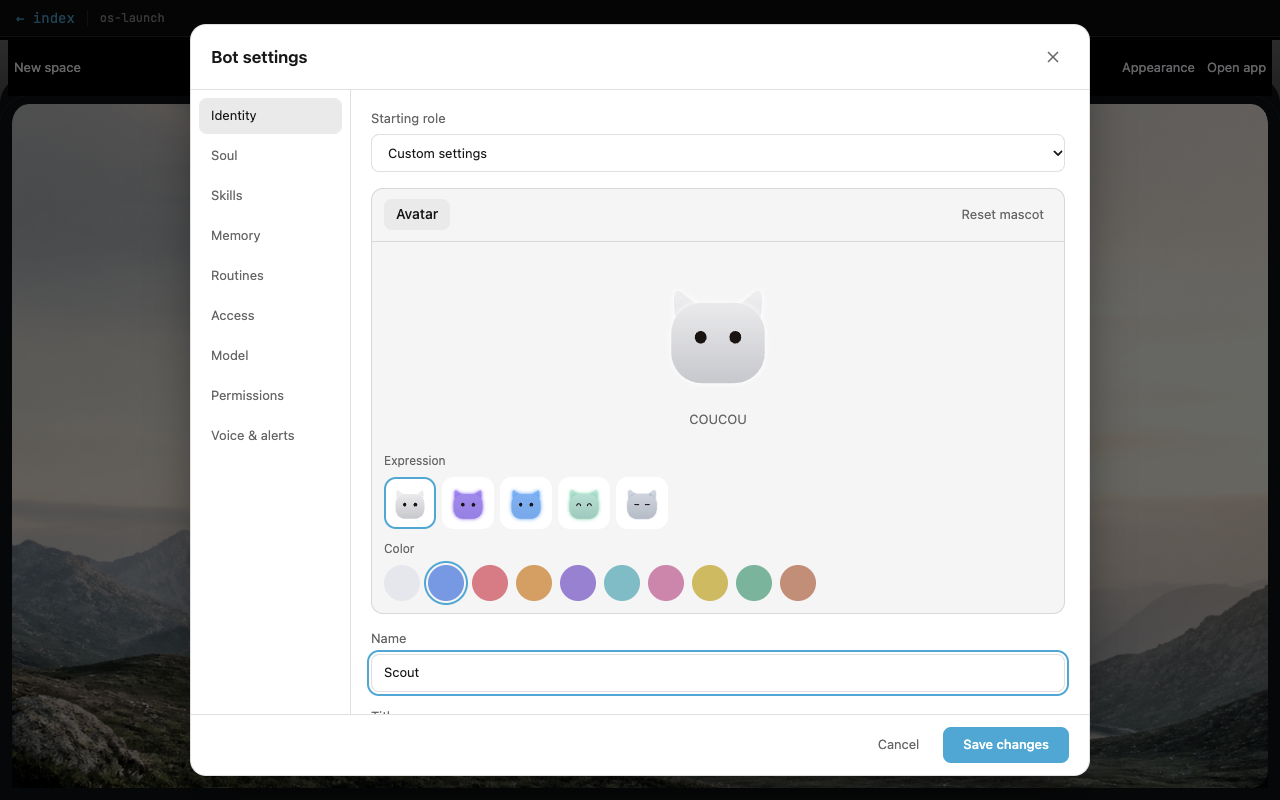 ← index
os-launch
New space
Appearance
Open app
Bot settings
Identity
Soul
Skills
Memory
Routines
Access
Model
Permissions
Voice & alerts
Starting role
Custom settings
Avatar
Reset mascot
COUCOU
Expression
Color
Name
Scout
Cancel
Save changes